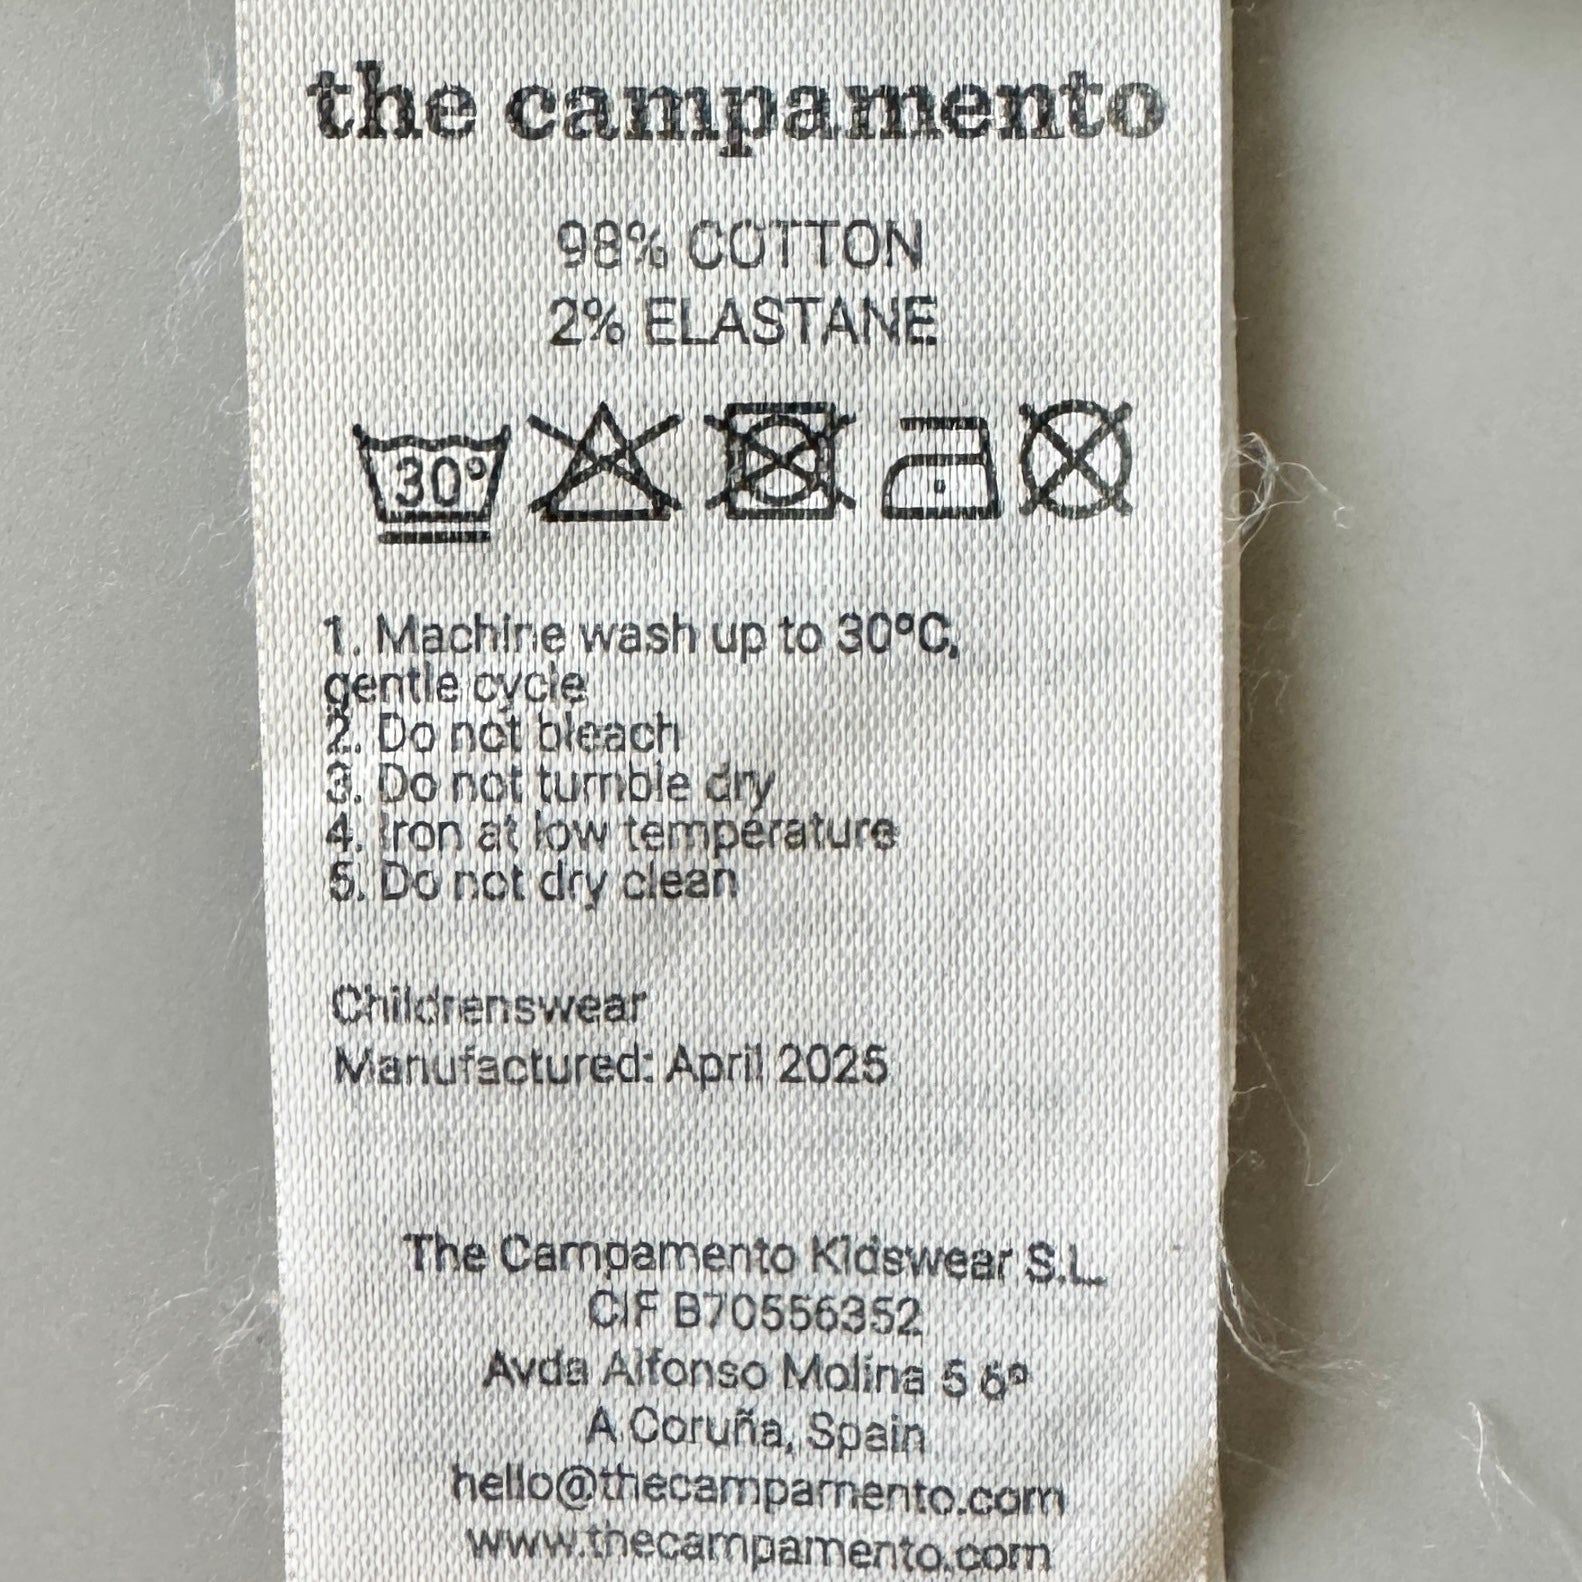 the campamento
98% COTTON
2% ELASTANE
30°
1. Machine wash up to 30ºC,
gentle cycle
2. Do not bleach
3. Do not tumble dry
4. Iron at low temperature
5. Do not dry clean
Childrenswear
Manufactured: April 2025
The Campamento Kidswear S.L.
CIF B70556352
Avda Alfonso Molina 5 6º
A Coruña, Spain
hello@thecampamento.com
www.thecampamento.com